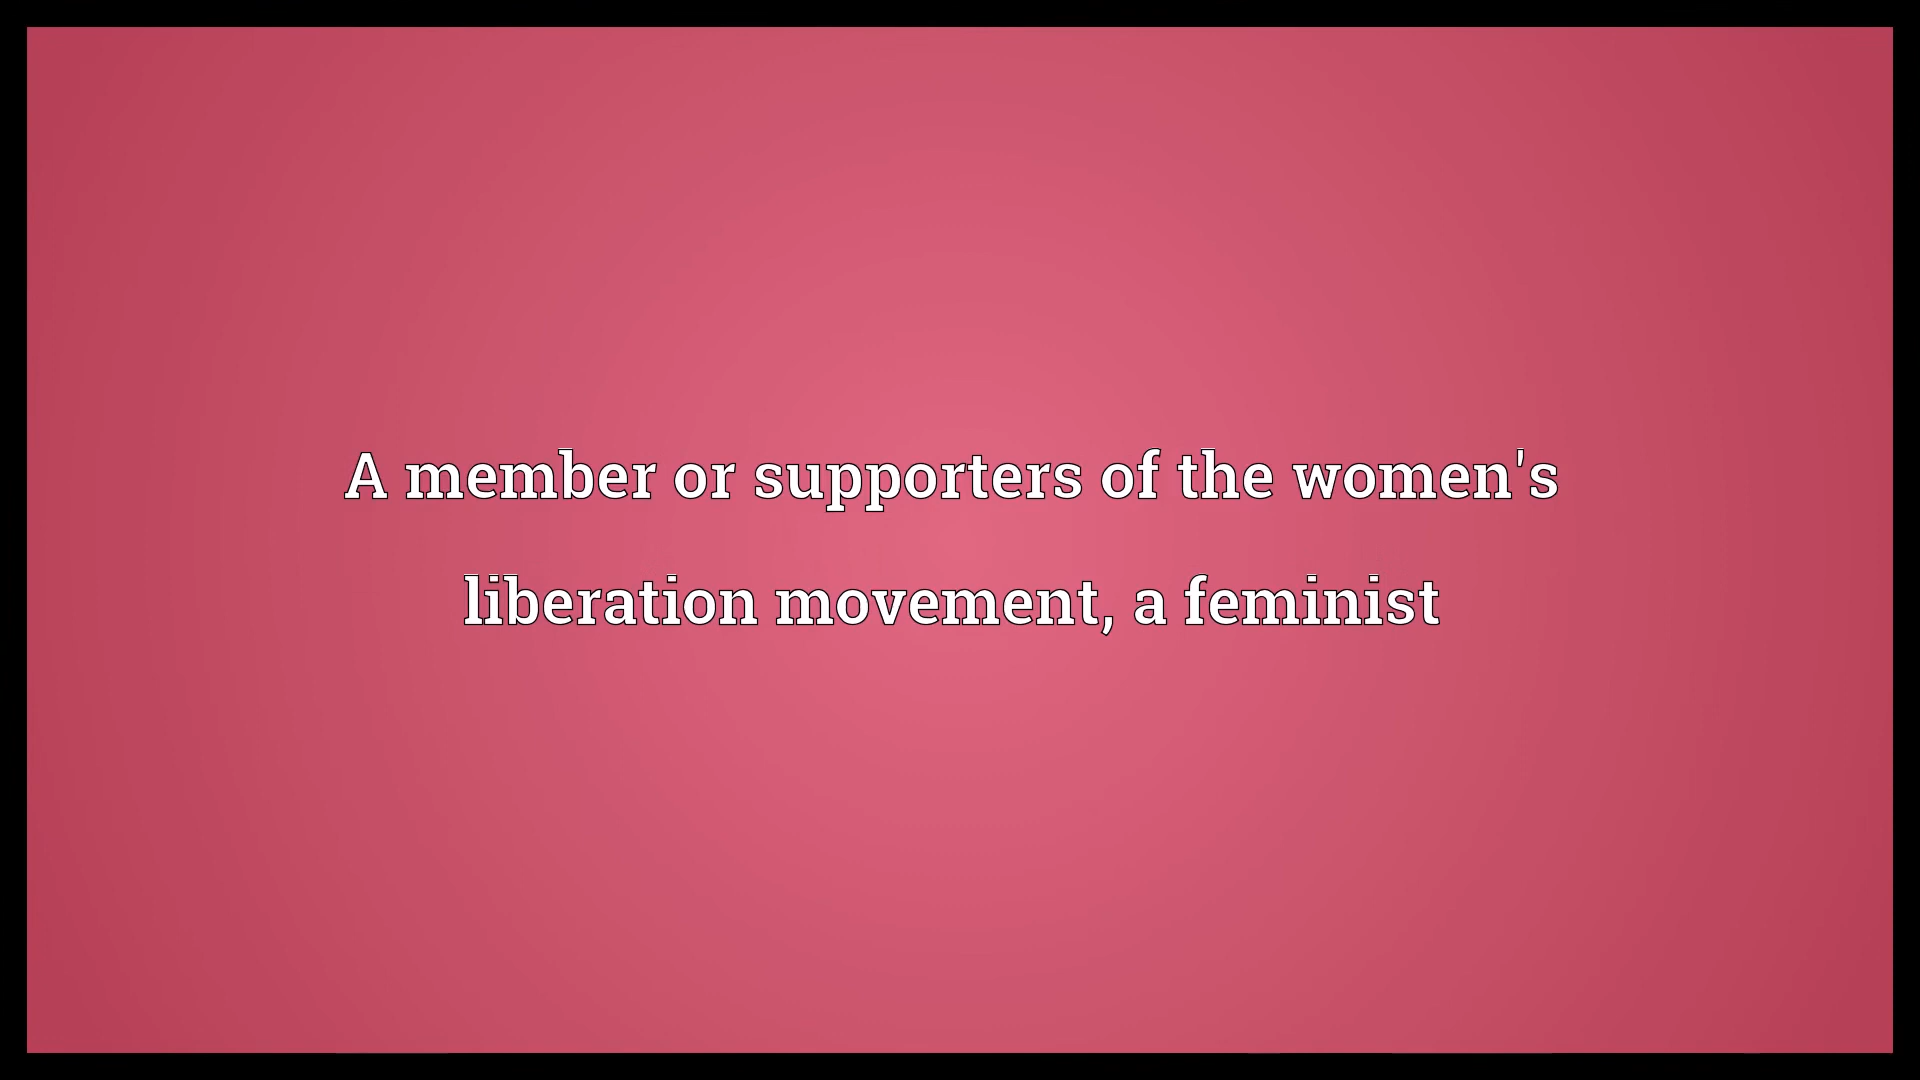 A member or supporters of the women's
liberation movement, a feminist